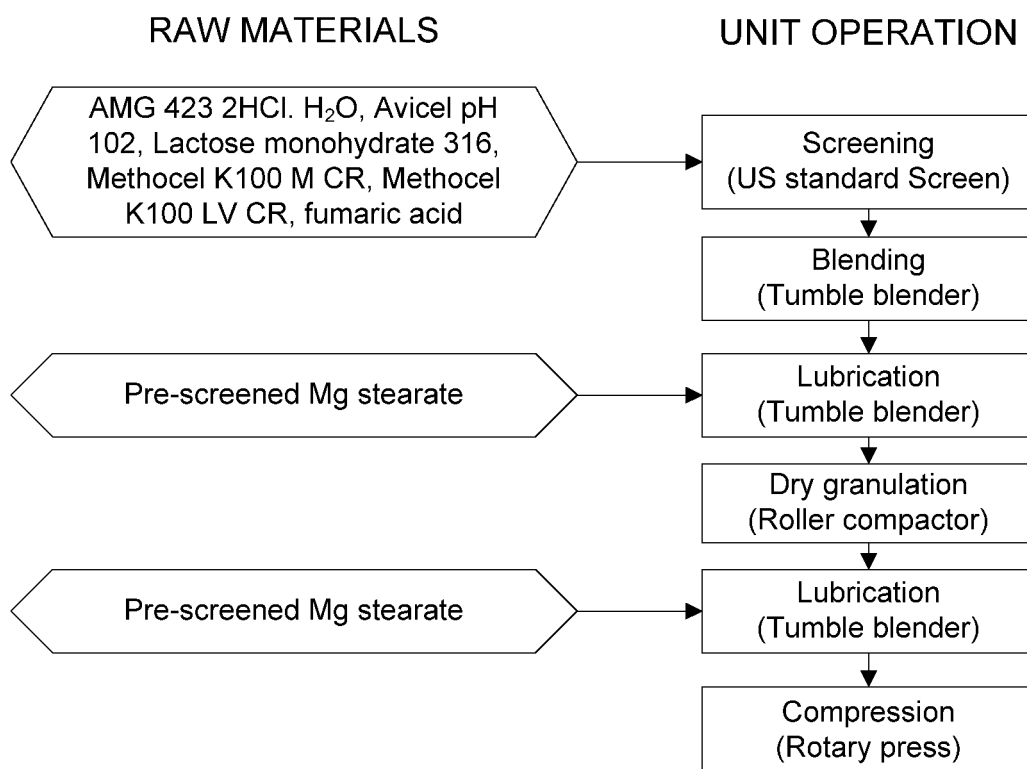 RAW MATERIALS
UNIT OPERATION
AMG 423 2HCl. H₂O, Avicel pH
102, Lactose monohydrate 316,
Methocel K100 M CR, Methocel
K100 LV CR, fumaric acid
Screening
(US standard Screen)
Blending
(Tumble blender)
Pre-screened Mg stearate
Lubrication
(Tumble blender)
Dry granulation
(Roller compactor)
Pre-screened Mg stearate
Lubrication
(Tumble blender)
Compression
(Rotary press)